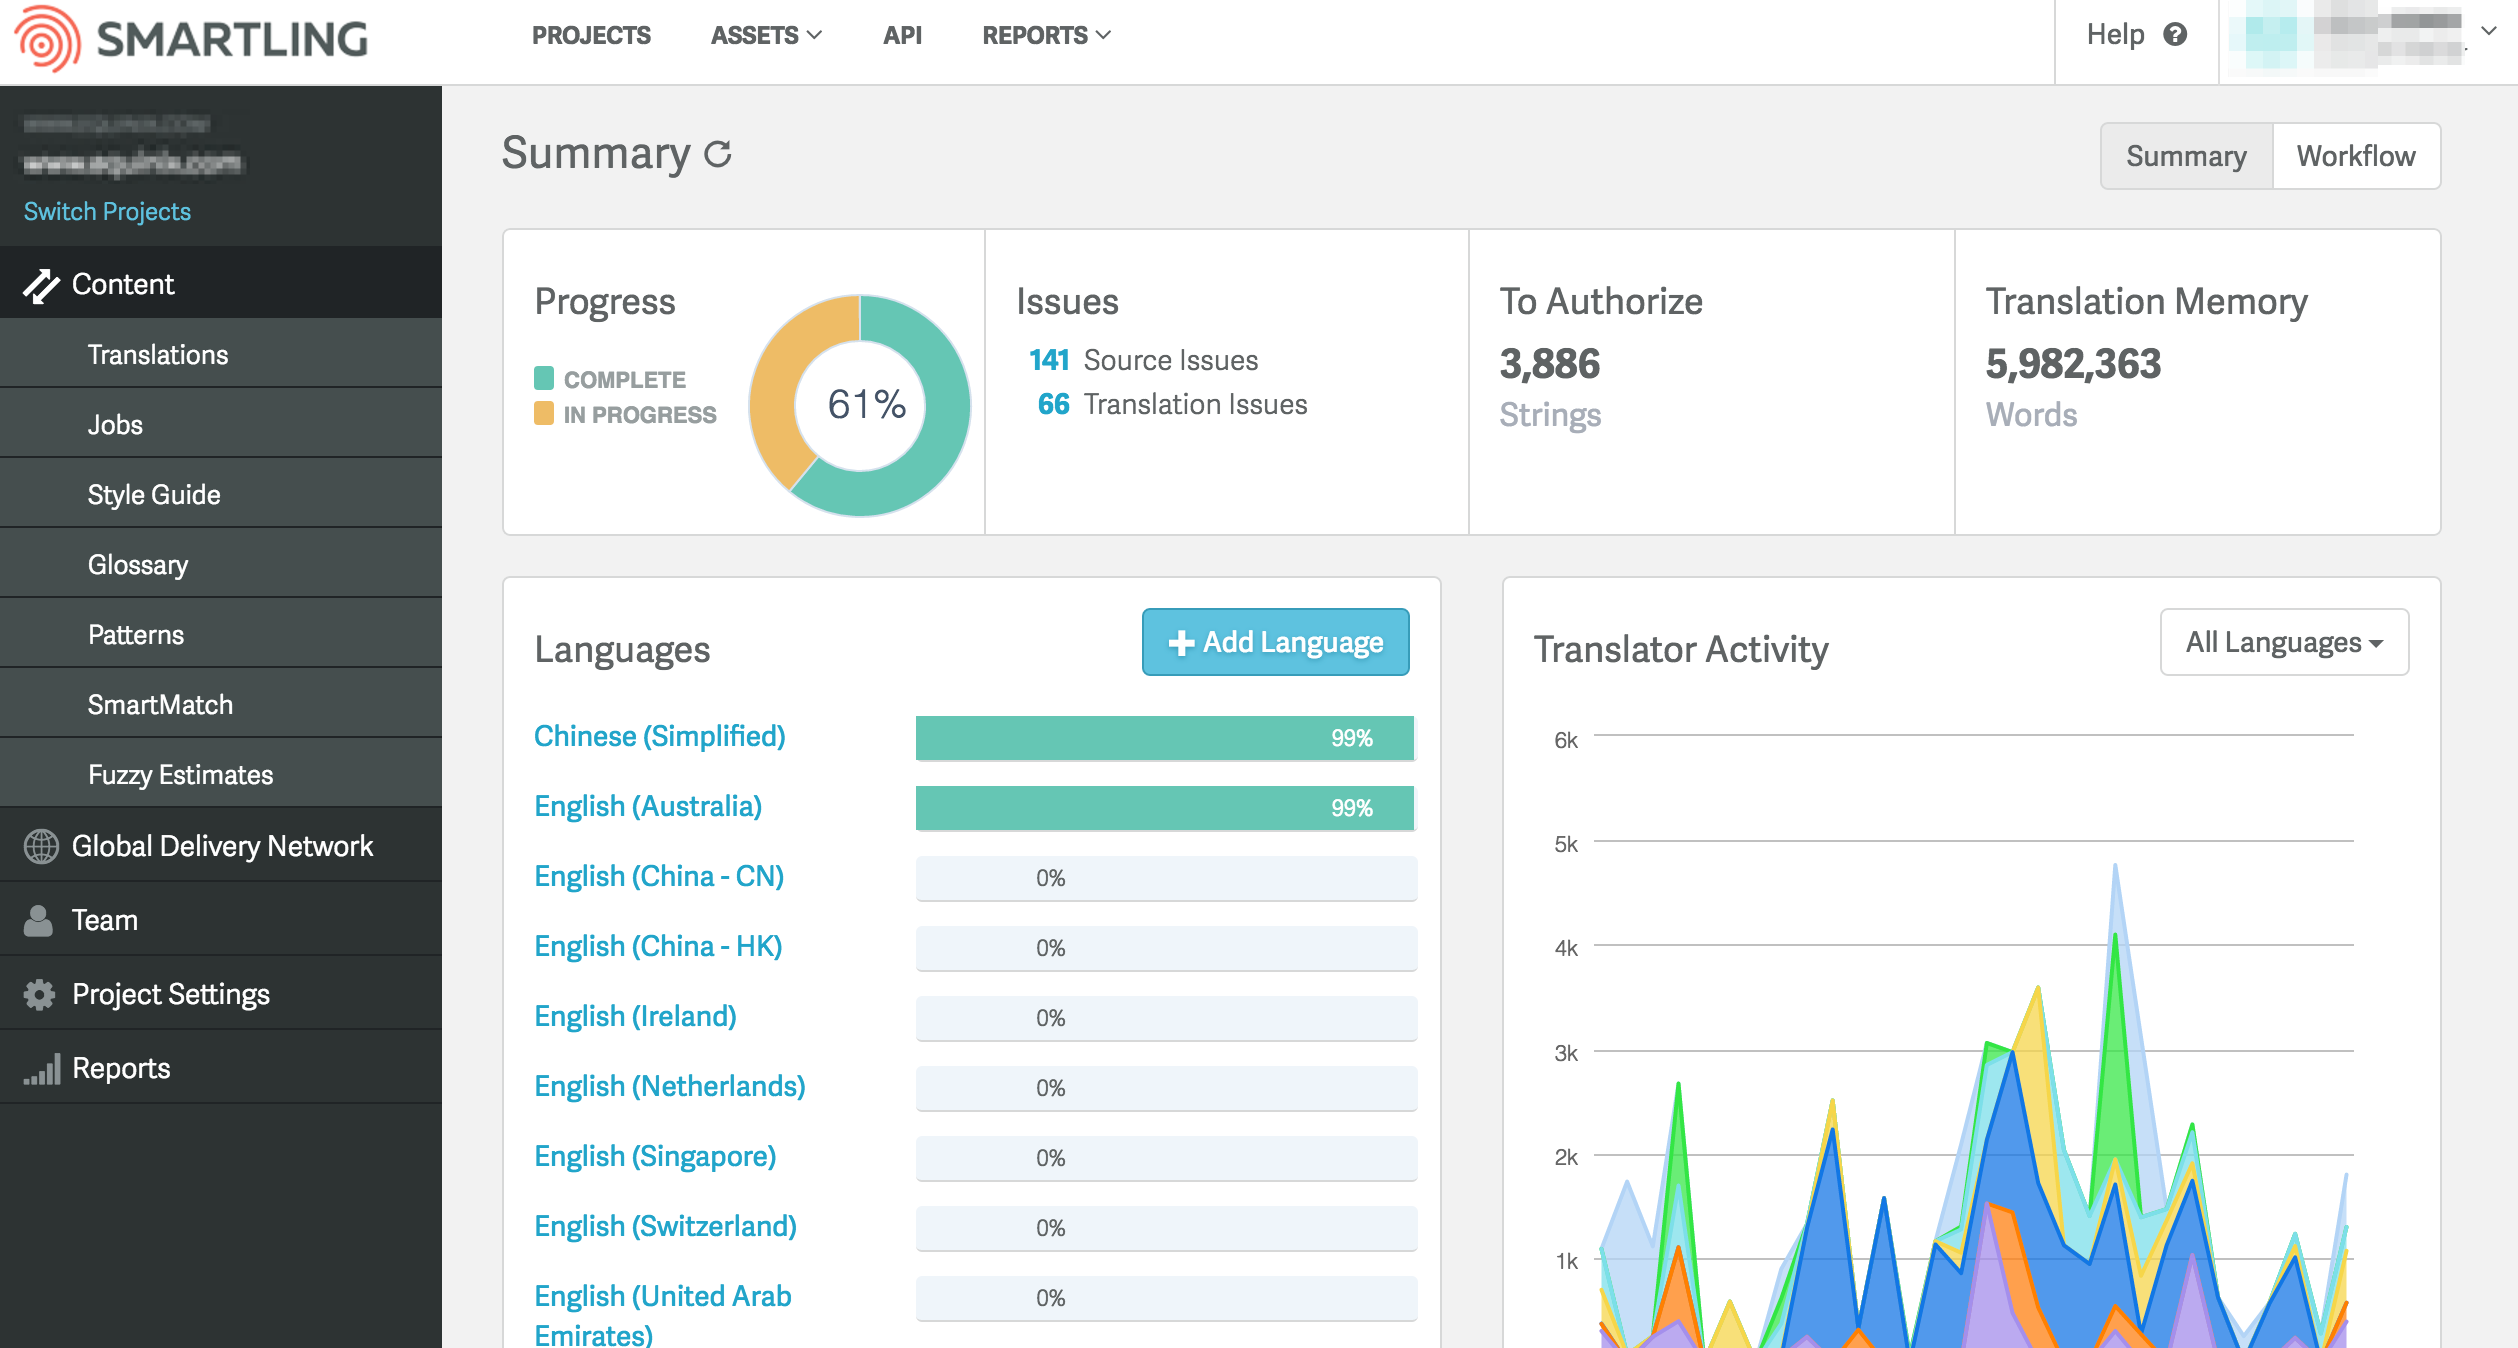 SMARTLING
PROJECTS
ASSETS
API
REPORTS
Help
Switch Projects
Content
Translations
Jobs
Style Guide
Glossary
Patterns
SmartMatch
Fuzzy Estimates
Global Delivery Network
Team
Project Settings
Reports
Summary
Summary
Workflow
Progress
COMPLETE
IN PROGRESS
61%
Issues
141 Source Issues
66 Translation Issues
To Authorize
3,886
Strings
Translation Memory
5,982,363
Words
Languages
Add Language
Chinese (Simplified) 99%
English (Australia) 99%
English (China - CN) 0%
English (China - HK) 0%
English (Ireland) 0%
English (Netherlands) 0%
English (Singapore) 0%
English (Switzerland) 0%
English (United Arab 0%
Emirates)
Translator Activity
All Languages
6k
5k
4k
3k
2k
1k